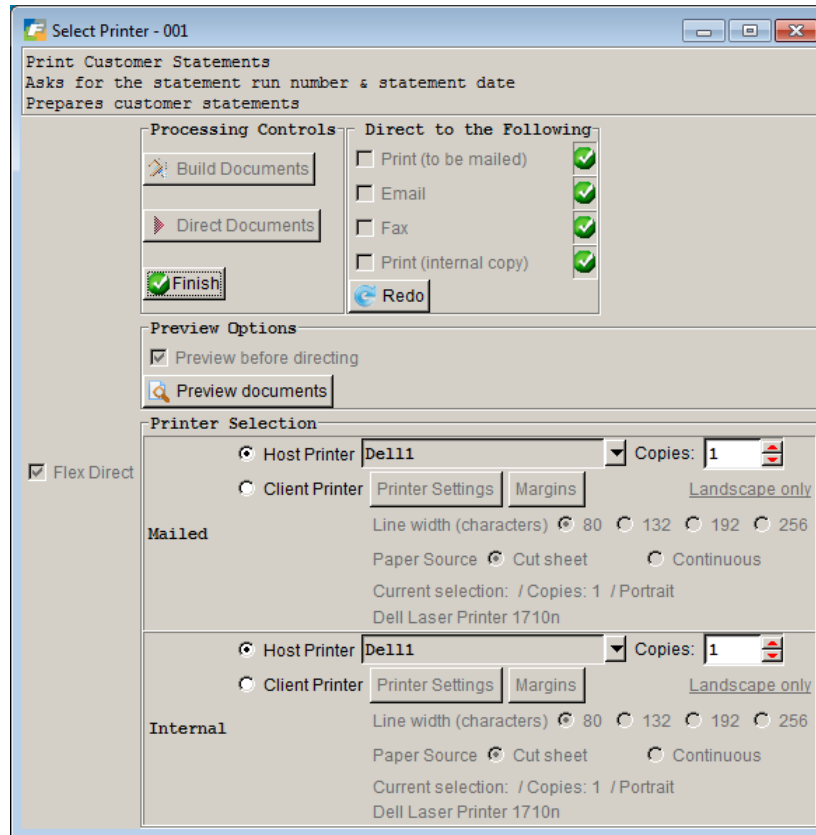 Select Printer - 001
Print Customer Statements
Asks for the statement run number & statement date
Prepares customer statements
Processing Controls
Direct to the Following
Build Documents
Print (to be mailed)
Email
Direct Documents
Fax
Print (internal copy)
Finish
Redo
Preview Options
Preview before directing
Preview documents
Printer Selection
Flex Direct
Mailed
Host Printer Dell1 Copies: 1
Client Printer Printer Settings Margins Landscape only
Line width (characters) 80 132 192 256
Paper Source Cut sheet Continuous
Current selection: / Copies: 1 / Portrait
Dell Laser Printer 1710n
Internal
Host Printer Dell1 Copies: 1
Client Printer Printer Settings Margins Landscape only
Line width (characters) 80 132 192 256
Paper Source Cut sheet Continuous
Current selection: / Copies: 1 / Portrait
Dell Laser Printer 1710n